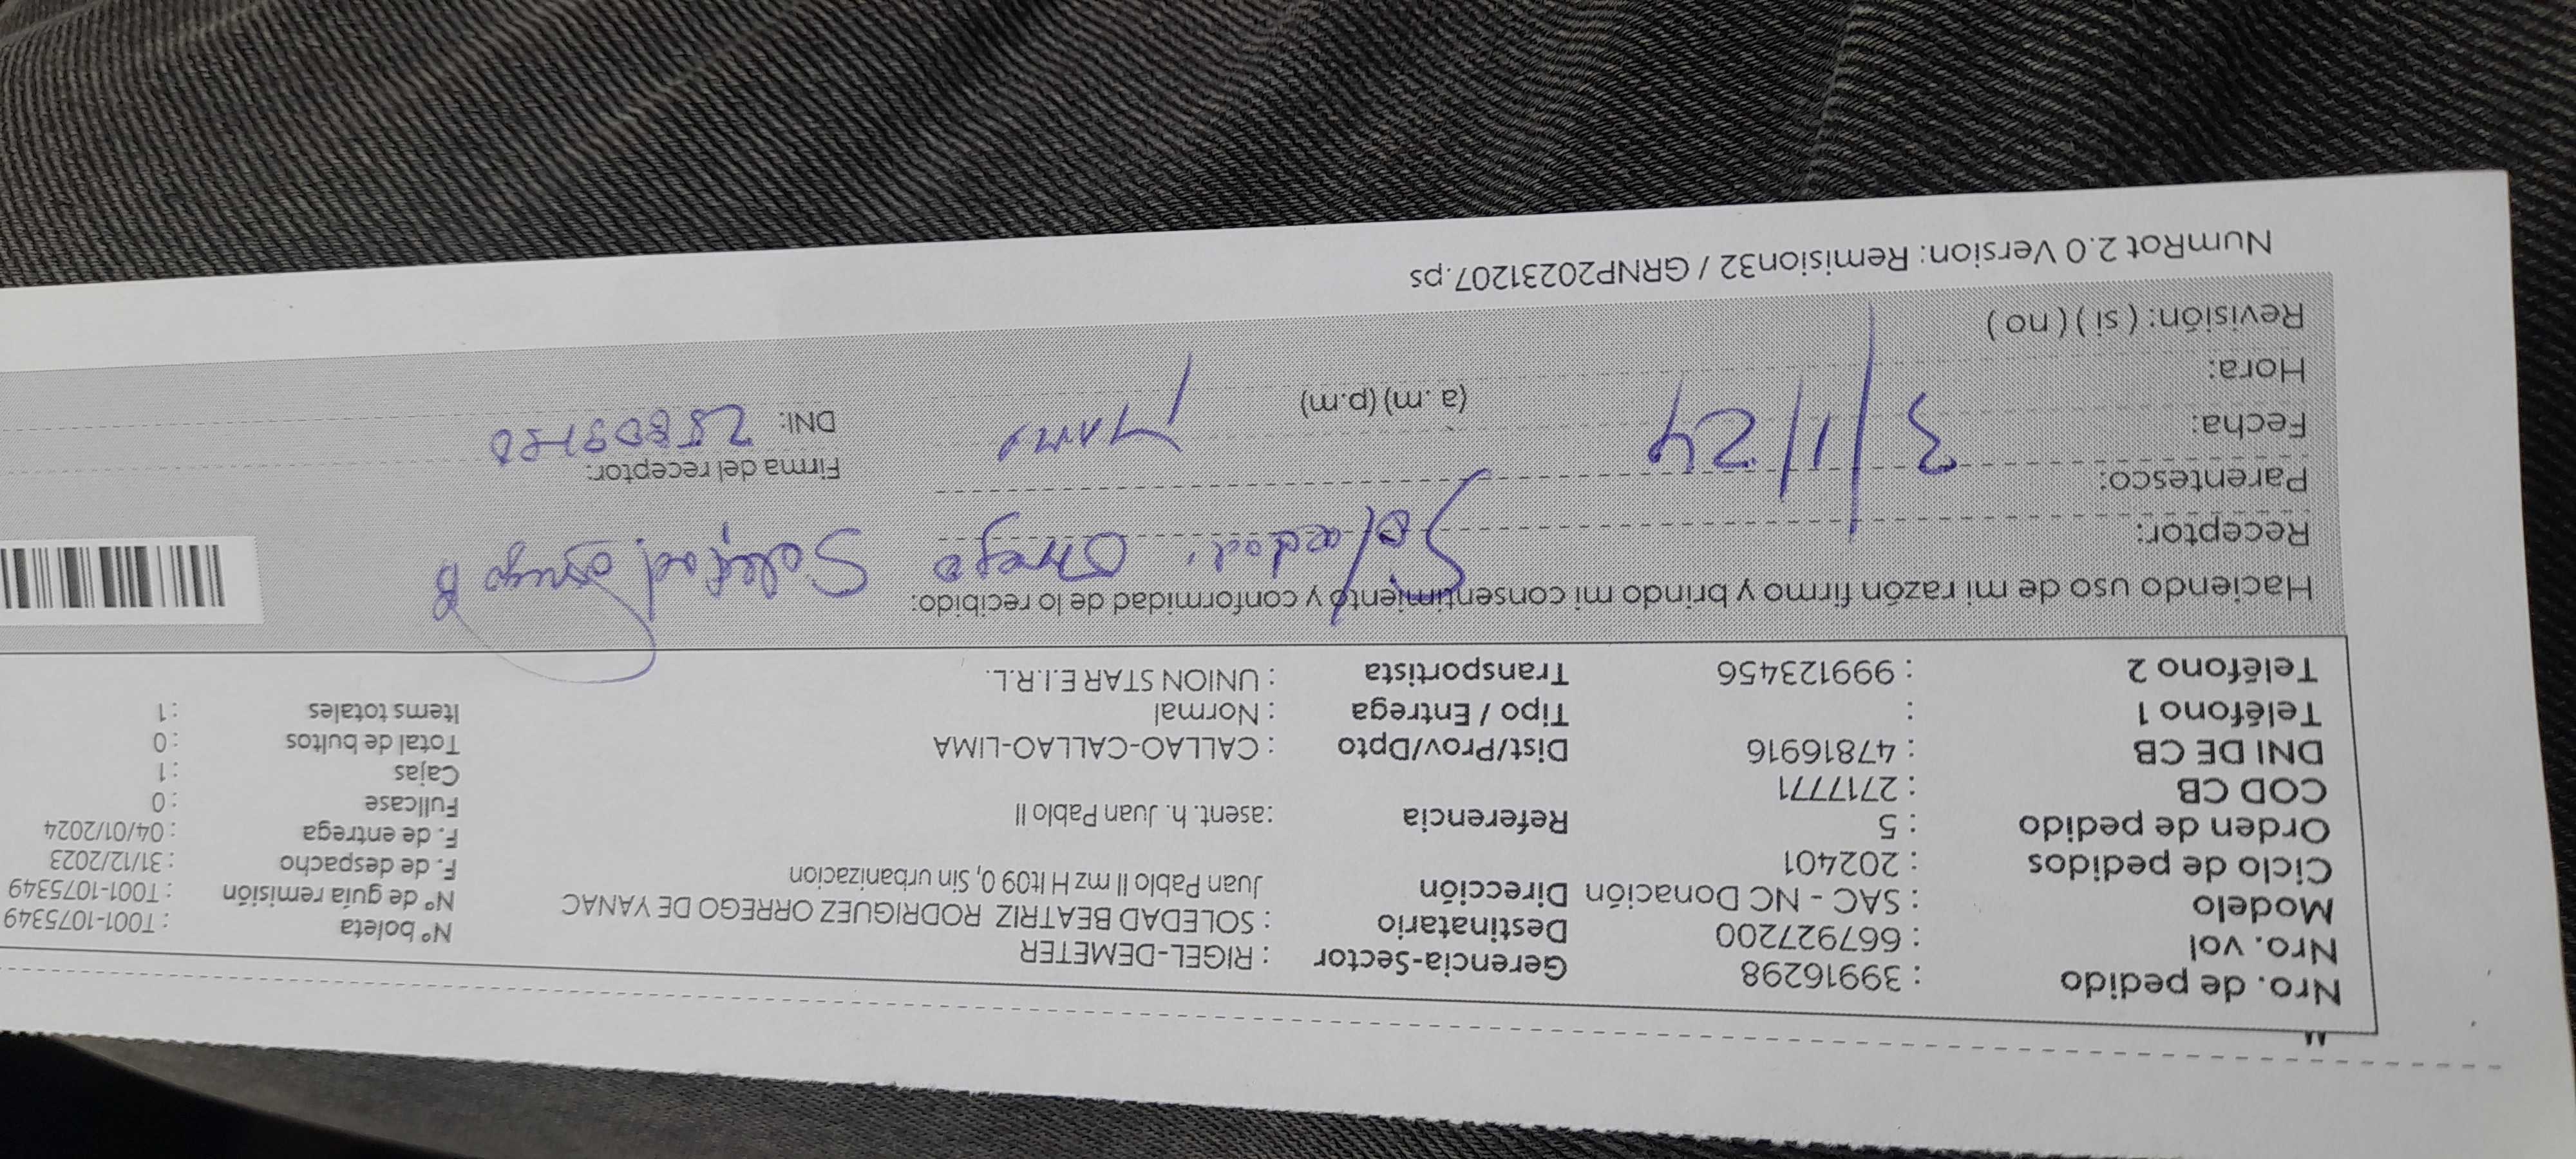 Nro. de pedido : 39916298 Gerencia-Sector : RIGEL-DEMETER Nº boleta : T001-1075349
Nro. vol : 667927200 Destinatario : SOLEDAD BEATRIZ RODRIGUEZ ORREGO DE YANAC Nº de guía remisión : T001-1075349
Modelo : SAC - NC Donación Dirección Juan Pablo II mz H lt09 0, Sin urbanizacion F. de despacho : 31/12/2023
Ciclo de pedidos : 202401 F. de entrega : 04/01/2024
Orden de pedido : 5 Referencia :asent. h. Juan Pablo II Fullcase : 0
COD CB : 2717771 Cajas : 1
DNI DE CB : 47816916 Dist/Prov/Dpto : CALLAO-CALLAO-LIMA Total de bultos : 0
Teléfono 1 : Tipo / Entrega : Normal Items totales : 1
Teléfono 2 : 999123456 Transportista : UNION STAR E.I.R.L.
Haciendo uso de mi razón firmo y brindo mi consentimiento y conformidad de lo recibido:
Receptor: Soledad Orrego Soledad Orrego
Parentesco: Mama Firma del receptor:
Fecha: 3/1/24 DNI:
Hora: (a.m) (p.m)
Revisión: ( si ) ( no )
NumRot 2.0 Version: Remision32 / GRNP20231207.ps